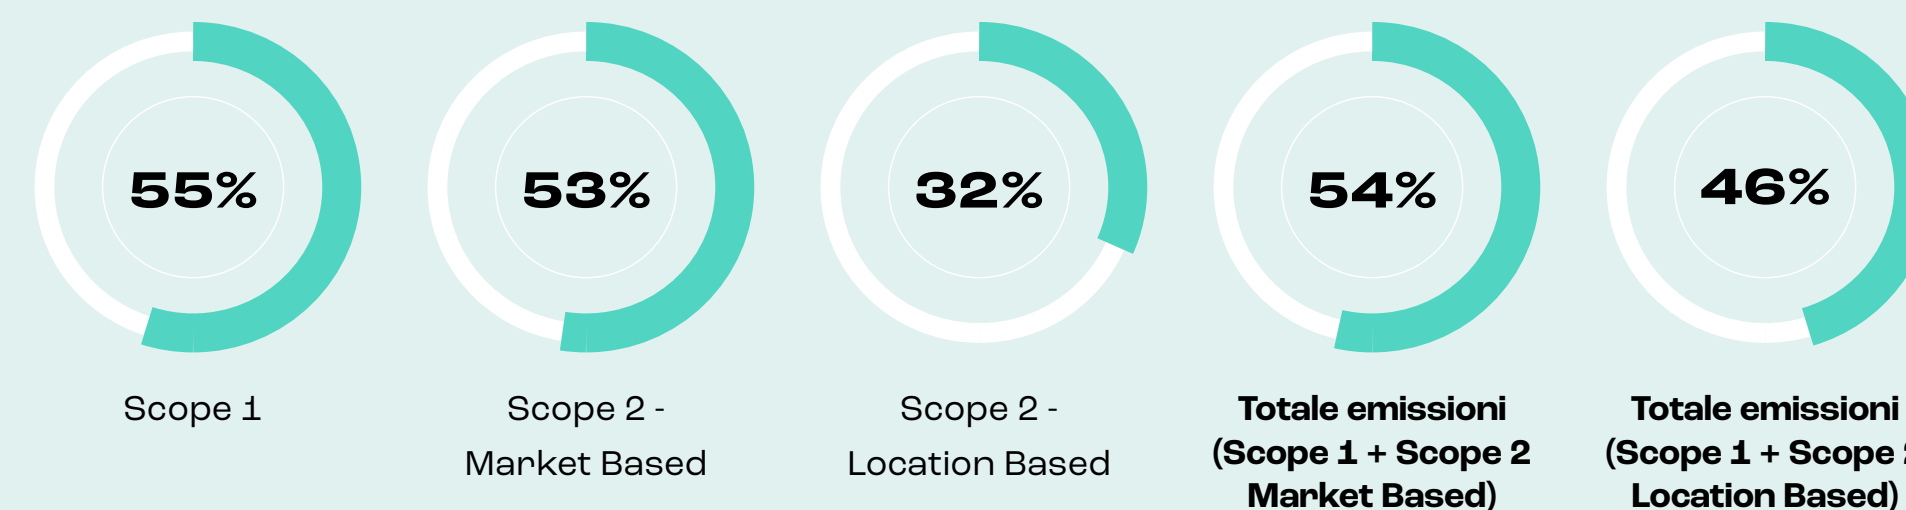 55%
53%
32%
54%
46%
Scope 1
Scope 2 -
Market Based
Scope 2 -
Location Based
Totale emissioni
(Scope 1 + Scope 2
Market Based)
Totale emissioni
(Scope 1 + Scope 2
Location Based)